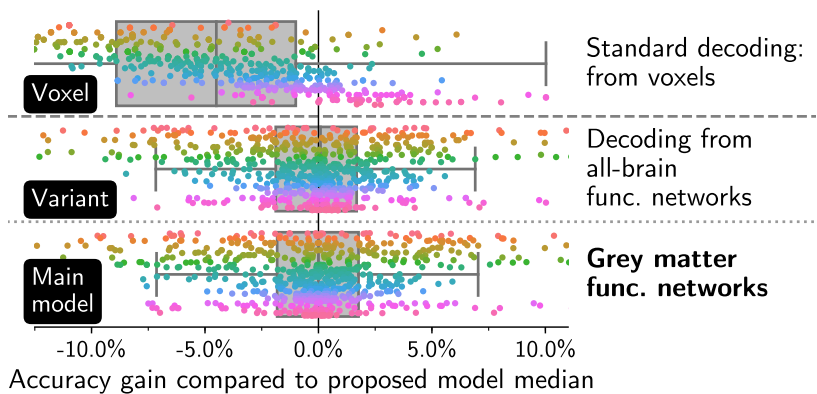 Voxel
Standard decoding:
from voxels
Variant
Decoding from
all-brain
func. networks
Main
model
Grey matter
func. networks
-10.0% -5.0% 0.0% 5.0% 10.0%
Accuracy gain compared to proposed model median